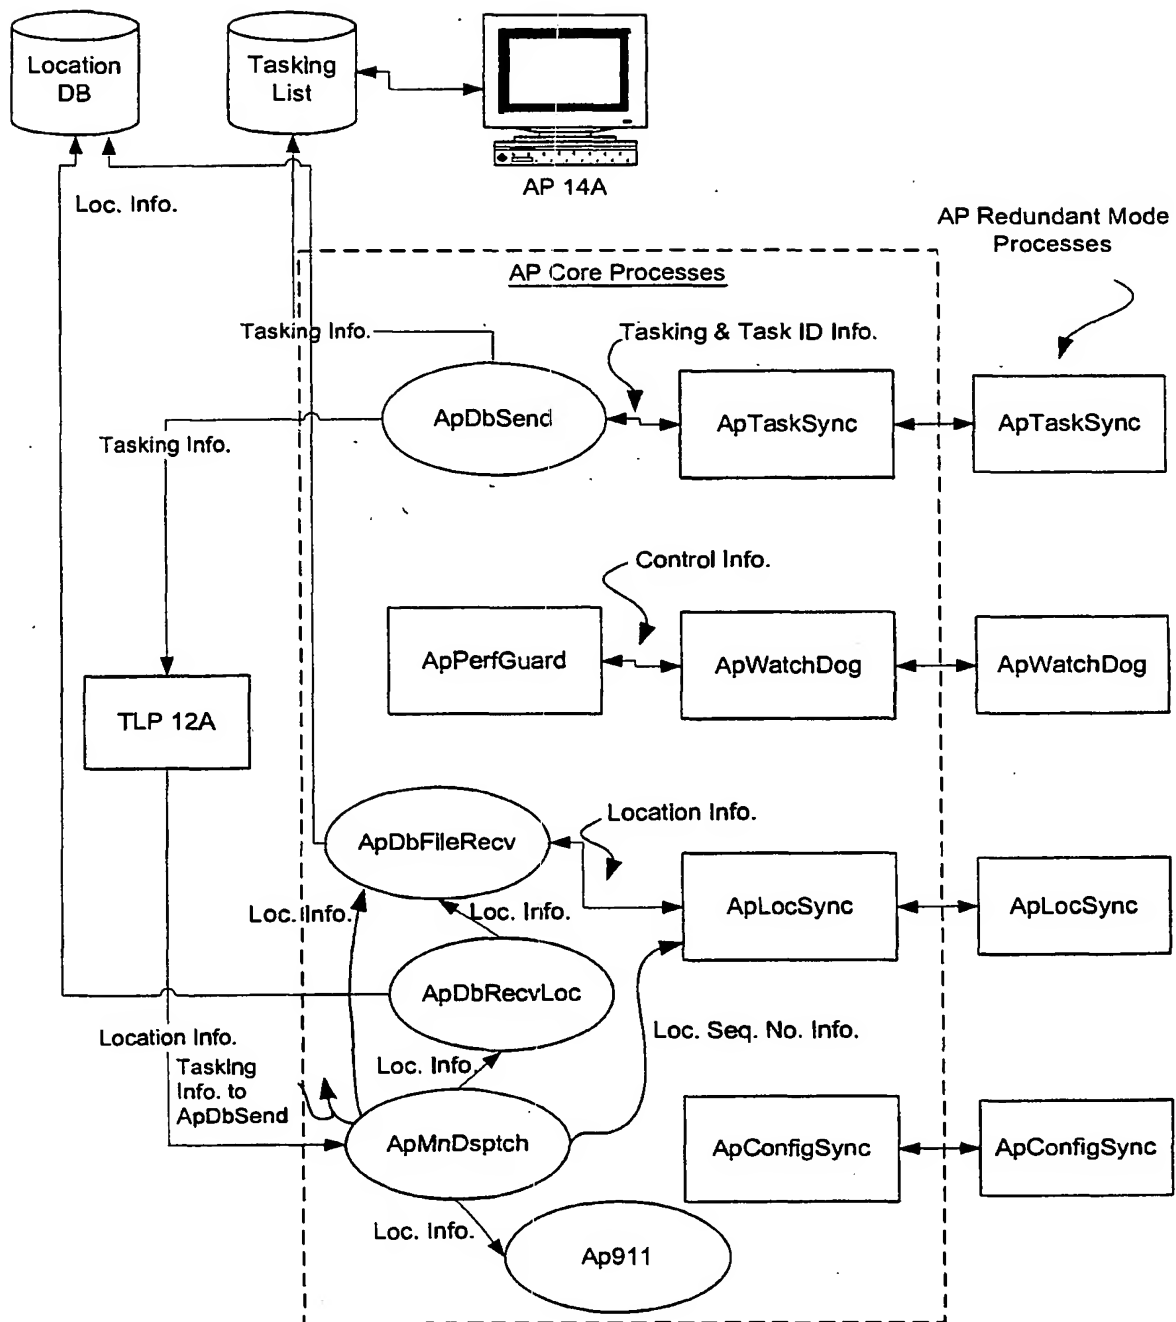 Location
DB
Tasking
List
AP 14A
Loc. Info.
AP Redundant Mode
Processes
AP Core Processes
Tasking Info.
Tasking & Task ID Info.
ApDbSend
ApTaskSync
ApTaskSync
Tasking Info.
Control Info.
ApPerfGuard
ApWatchDog
ApWatchDog
TLP 12A
Location Info.
ApDbFileRecv
ApLocSync
ApLocSync
Loc. Info.
Loc. Info.
ApDbRecvLoc
Location Info.
Loc. Seq. No. Info.
Tasking
Info. to
ApDbSend
Loc. Info.
ApMnDsptch
ApConfigSync
ApConfigSync
Loc. Info.
Ap911